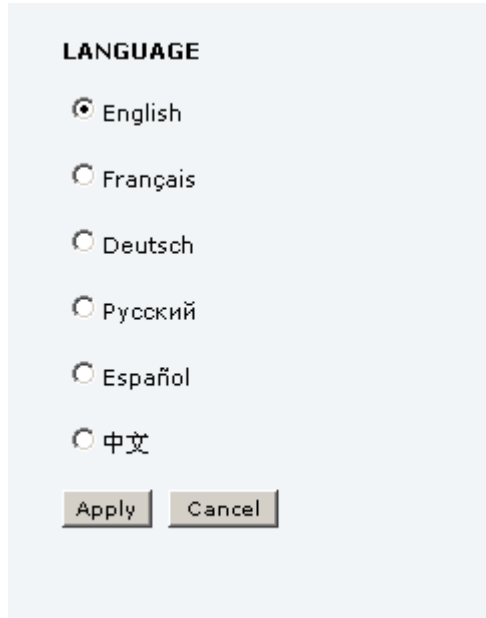 LANGUAGE
English
Français
Deutsch
Русский
Español
中文
Apply Cancel